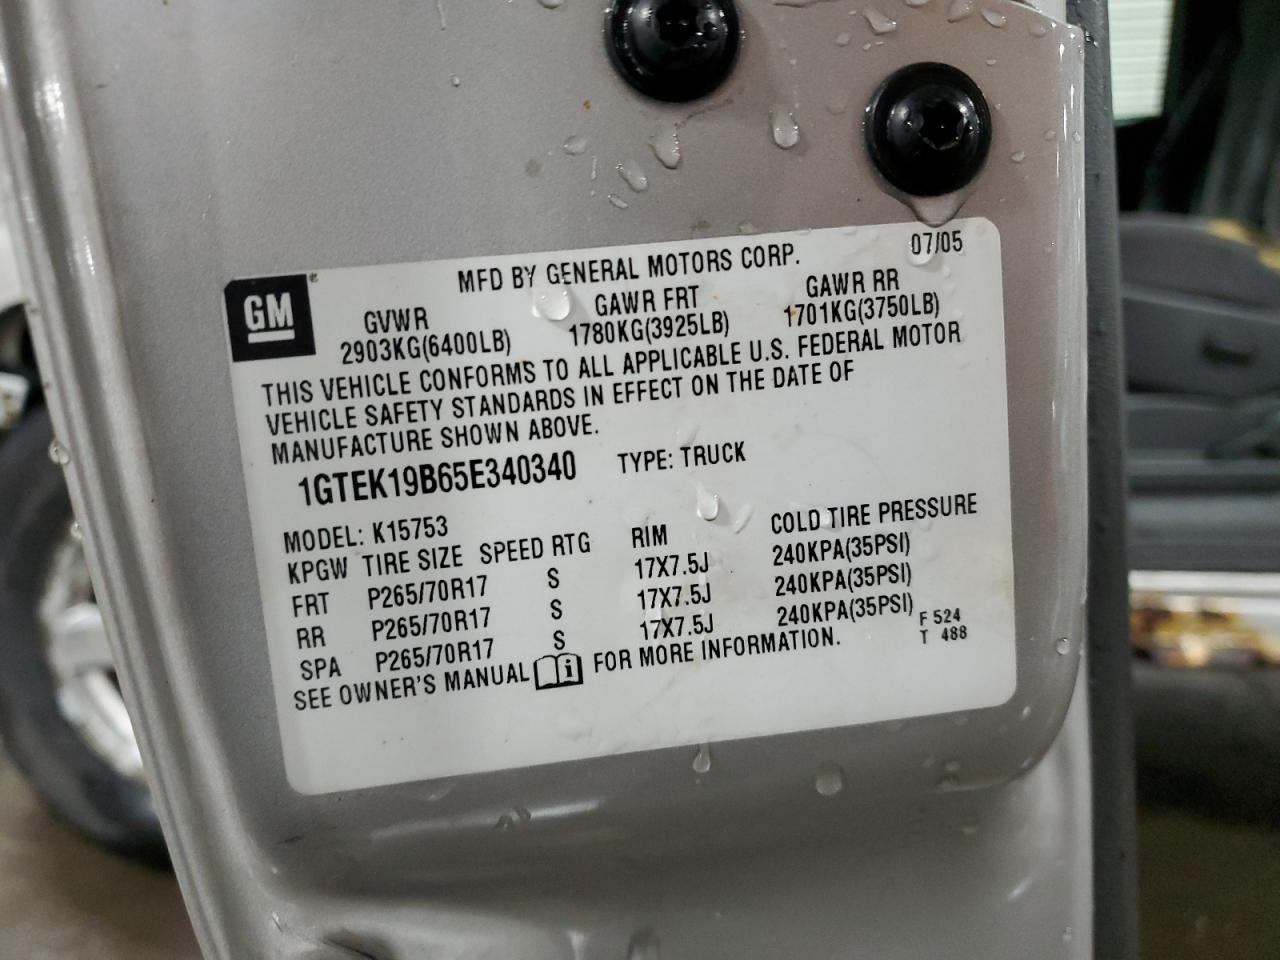 07/05
MFD BY GENERAL MOTORS CORP.
GM
GVWR GAWR FRT GAWR RR
2903KG(6400LB) 1780KG(3925LB) 1701KG(3750LB)
THIS VEHICLE CONFORMS TO ALL APPLICABLE U.S. FEDERAL MOTOR
VEHICLE SAFETY STANDARDS IN EFFECT ON THE DATE OF
MANUFACTURE SHOWN ABOVE.
1GTEK19B65E340340 TYPE: TRUCK
MODEL: K15753
KPGW TIRE SIZE SPEED RTG RIM COLD TIRE PRESSURE
FRT P265/70R17 S 17X7.5J 240KPA(35PSI)
RR P265/70R17 S 17X7.5J 240KPA(35PSI)
SPA P265/70R17 S 17X7.5J 240KPA(35PSI)
SEE OWNER'S MANUAL i FOR MORE INFORMATION.
F 524
T 488